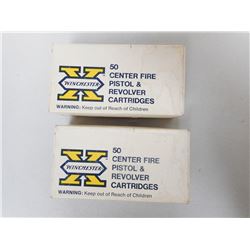 50
CENTER FIRE
PISTOL &
REVOLVER
CARTRIDGES
X
WINCHESTER
WARNING: Keep out of Reach of Children
50
CENTER FIRE
PISTOL &
REVOLVER
CARTRIDGES
X
WINCHESTER
WARNING: Keep out of Reach of Children